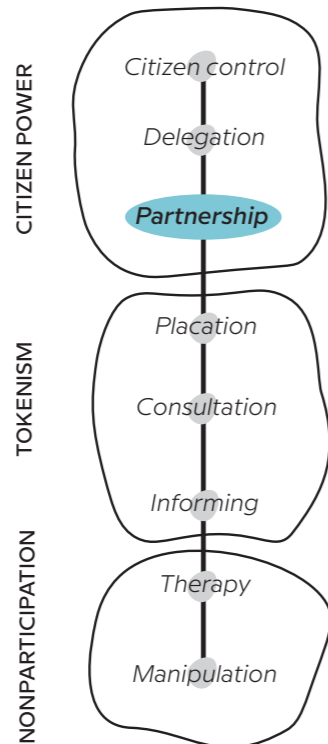 CITIZEN POWER
Citizen control
Delegation
Partnership
TOKENISM
Placation
Consultation
Informing
NONPARTICIPATION
Therapy
Manipulation